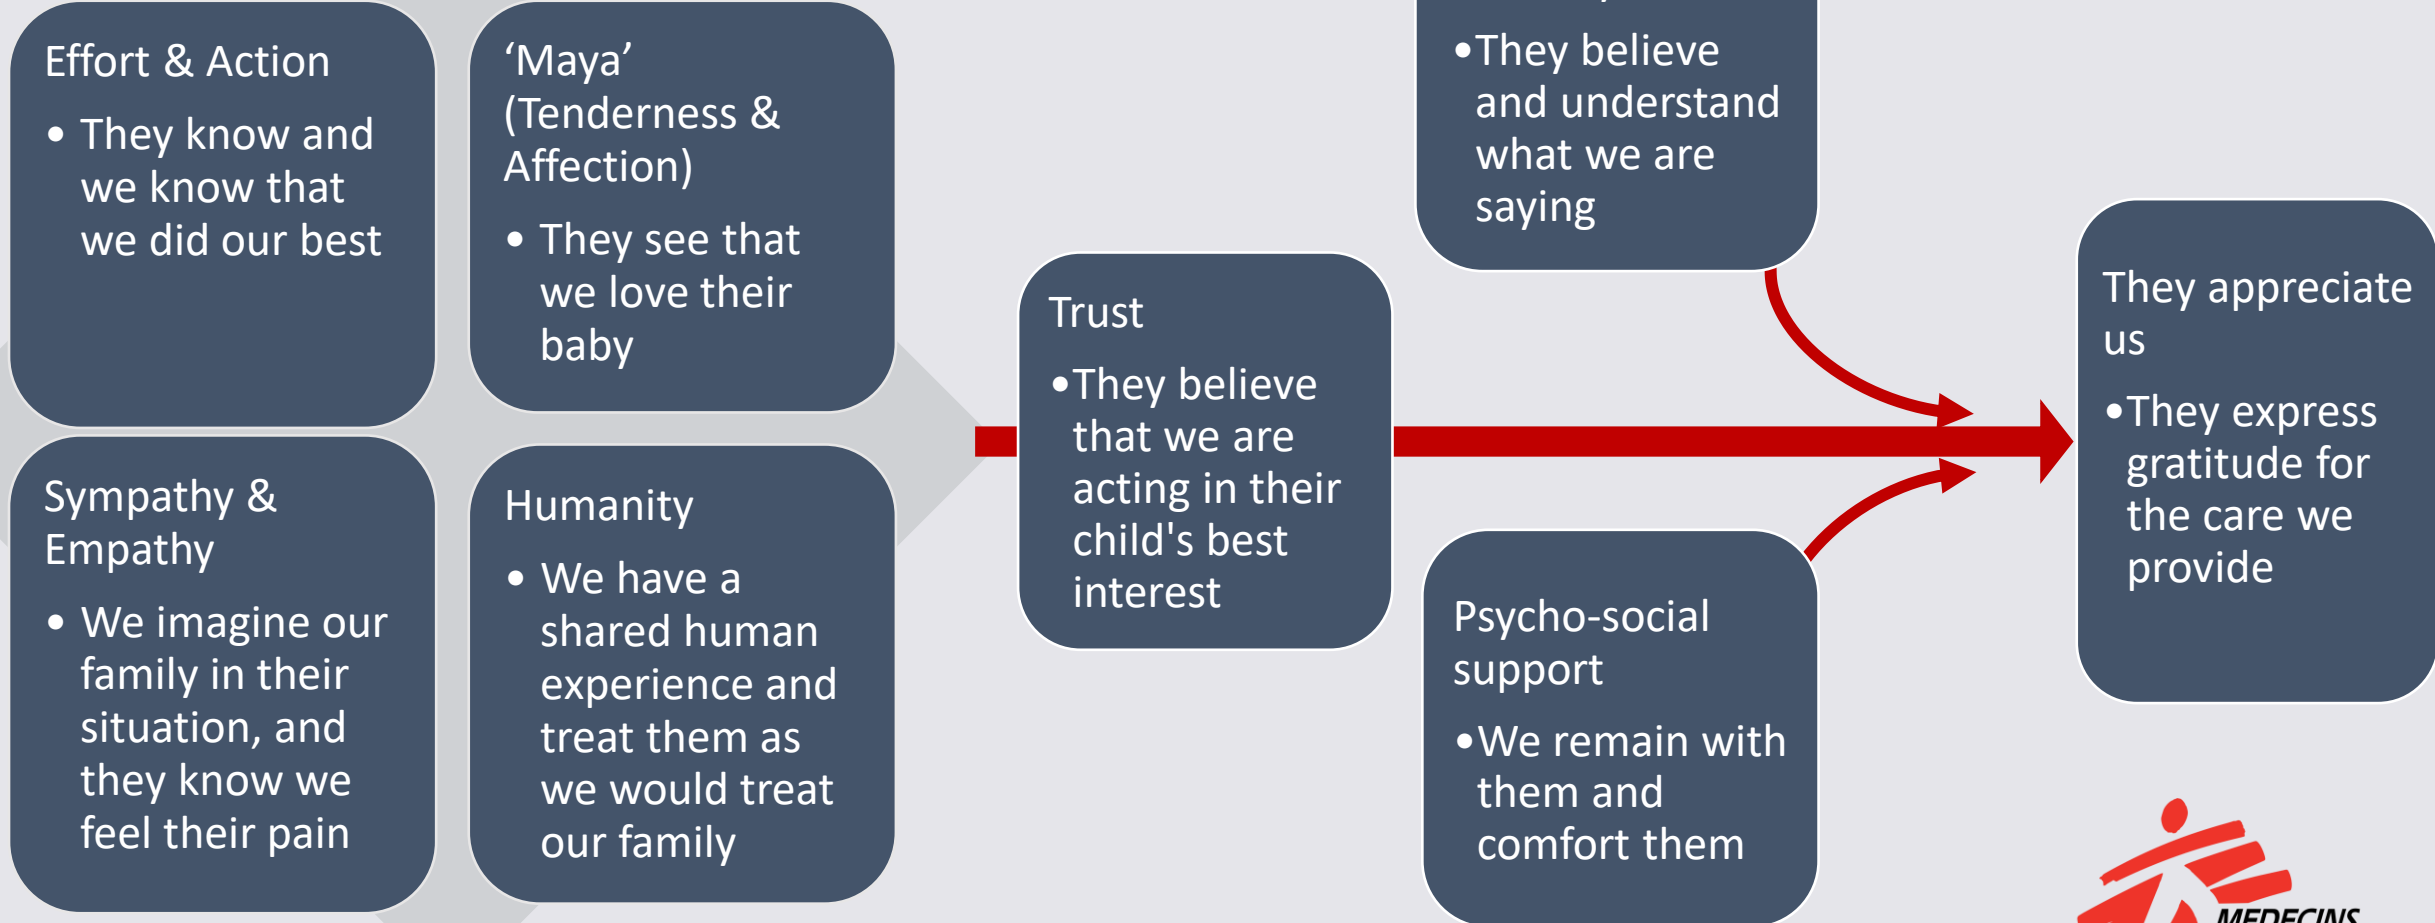 Effort & Action
• They know and
we know that
we did our best
‘Maya’
(Tenderness &
Affection)
• They see that
we love their
baby
Sympathy &
Empathy
• We imagine our
family in their
situation, and
they know we
feel their pain
Humanity
• We have a
shared human
experience and
treat them as
we would treat
our family
Trust
•They believe
that we are
acting in their
child's best
interest
•They believe
and understand
what we are
saying
Psycho-social
support
•We remain with
them and
comfort them
They appreciate
us
•They express
gratitude for
the care we
provide
MEDECINS